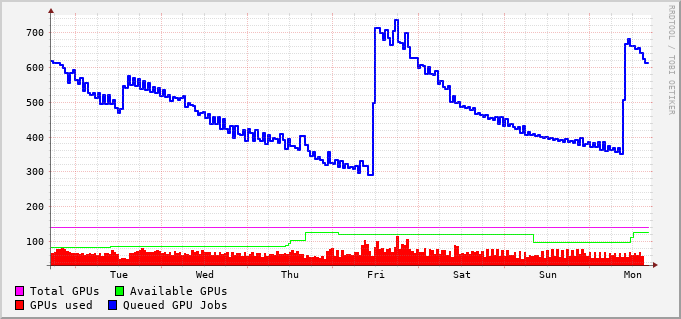 700
600
500
400
300
200
100
Tue Wed Thu Fri Sat Sun Mon
Total GPUs Available GPUs
GPUs used Queued GPU Jobs
RRDTOOL / TOBI OETIKER